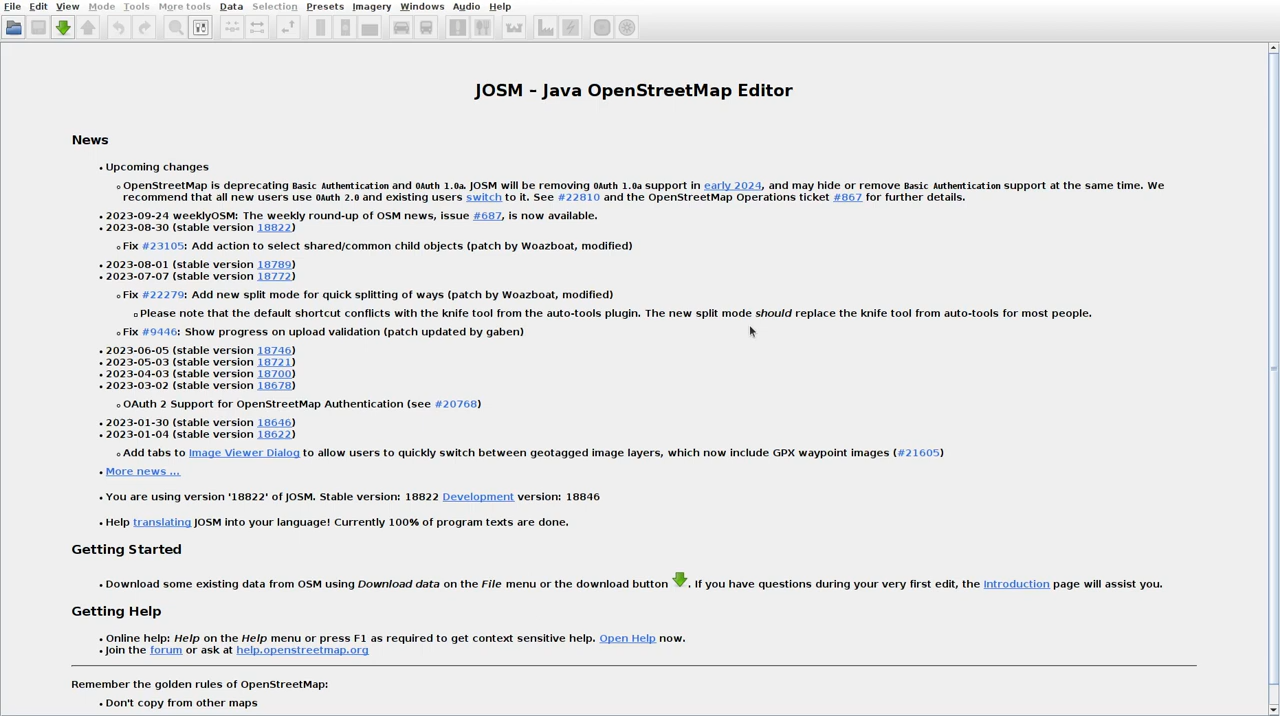 File Edit View Mode Tools More tools Data Selection Presets Imagery Windows Audio Help
JOSM – Java OpenStreetMap Editor
News
Upcoming changes
OpenStreetMap is deprecating Basic Authentication and OAuth 1.0a. JOSM will be removing OAuth 1.0a support in early 2024, and may hide or remove Basic Authentication support at the same time. We
recommend that all new users use OAuth 2.0 and existing users switch to it. See #22810 and the OpenStreetMap Operations ticket #867 for further details.
2023-09-24 weeklyOSM: The weekly round-up of OSM news, issue #687, is now available.
2023-08-30 (stable version 18822)
Fix #23105: Add action to select shared/common child objects (patch by Woazboat, modified)
2023-08-01 (stable version 18789)
2023-07-07 (stable version 18772)
Fix #22279: Add new split mode for quick splitting of ways (patch by Woazboat, modified)
Please note that the default shortcut conflicts with the knife tool from the auto-tools plugin. The new split mode should replace the knife tool from auto-tools for most people.
Fix #9446: Show progress on upload validation (patch updated by gaben)
2023-06-05 (stable version 18746)
2023-05-03 (stable version 18721)
2023-04-03 (stable version 18700)
2023-03-02 (stable version 18678)
OAuth 2 Support for OpenStreetMap Authentication (see #20768)
2023-01-30 (stable version 18646)
2023-01-04 (stable version 18622)
Add tabs to Image Viewer Dialog to allow users to quickly switch between geotagged image layers, which now include GPX waypoint images (#21605)
More news ...
You are using version '18822' of JOSM. Stable version: 18822 Development version: 18846
Help translating JOSM into your language! Currently 100% of program texts are done.
Getting Started
Download some existing data from OSM using Download data on the File menu or the download button . If you have questions during your very first edit, the Introduction page will assist you.
Getting Help
Online help: Help on the Help menu or press F1 as required to get context sensitive help. Open Help now.
Join the forum or ask at help.openstreetmap.org
Remember the golden rules of OpenStreetMap:
Don't copy from other maps